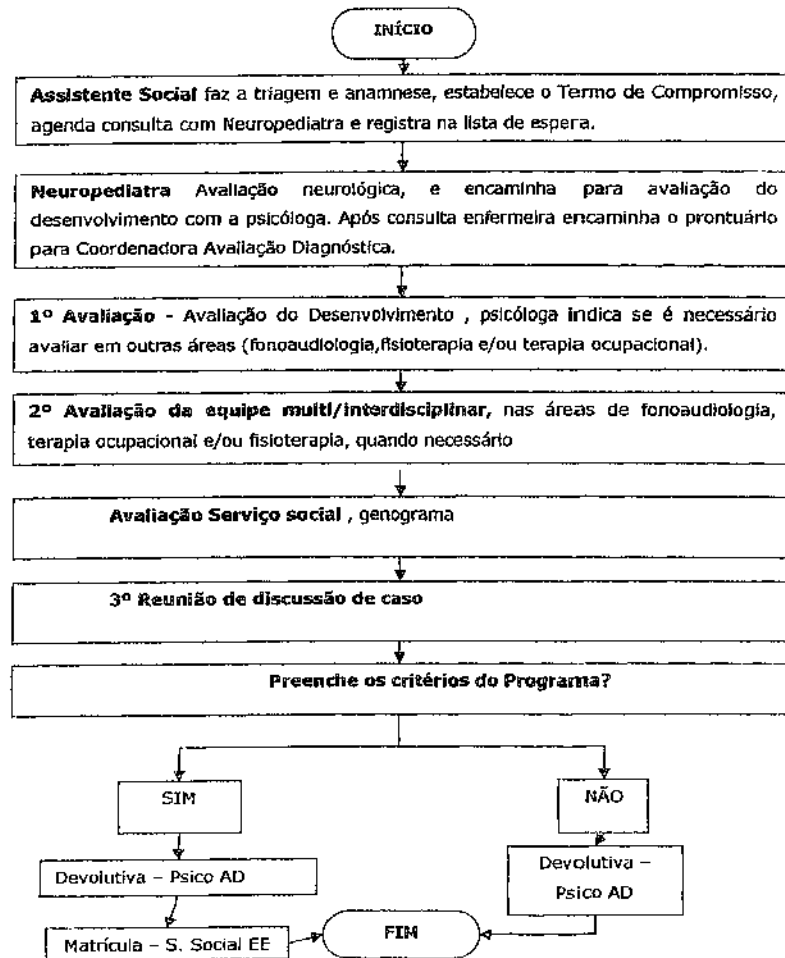 INÍCIO
Assistente Social faz a triagem e anamnese, estabelece o Termo de Compromisso,
agenda consulta com Neuropediatra e registra na lista de espera.
Neuropediatra Avaliação neurológica, e encaminha para avaliação do
desenvolvimento com a psicóloga. Após consulta enfermeira encaminha o prontuário
para Coordenadora Avaliação Diagnóstica.
1º Avaliação - Avaliação do Desenvolvimento , psicóloga indica se é necessário
avaliar em outras áreas (fonoaudiologia,fisioterapia e/ou terapia ocupacional).
2º Avaliação da equipe multi/interdisciplinar, nas áreas de fonoaudiologia,
terapia ocupacional e/ou fisioterapia, quando necessário
Avaliação Serviço social , genograma
3º Reunião de discussão de caso
Preenche os critérios do Programa?
SIM
NÃO
Devolutiva – Psico AD
Devolutiva –
Psico AD
Matrícula – S. Social EE
FIM